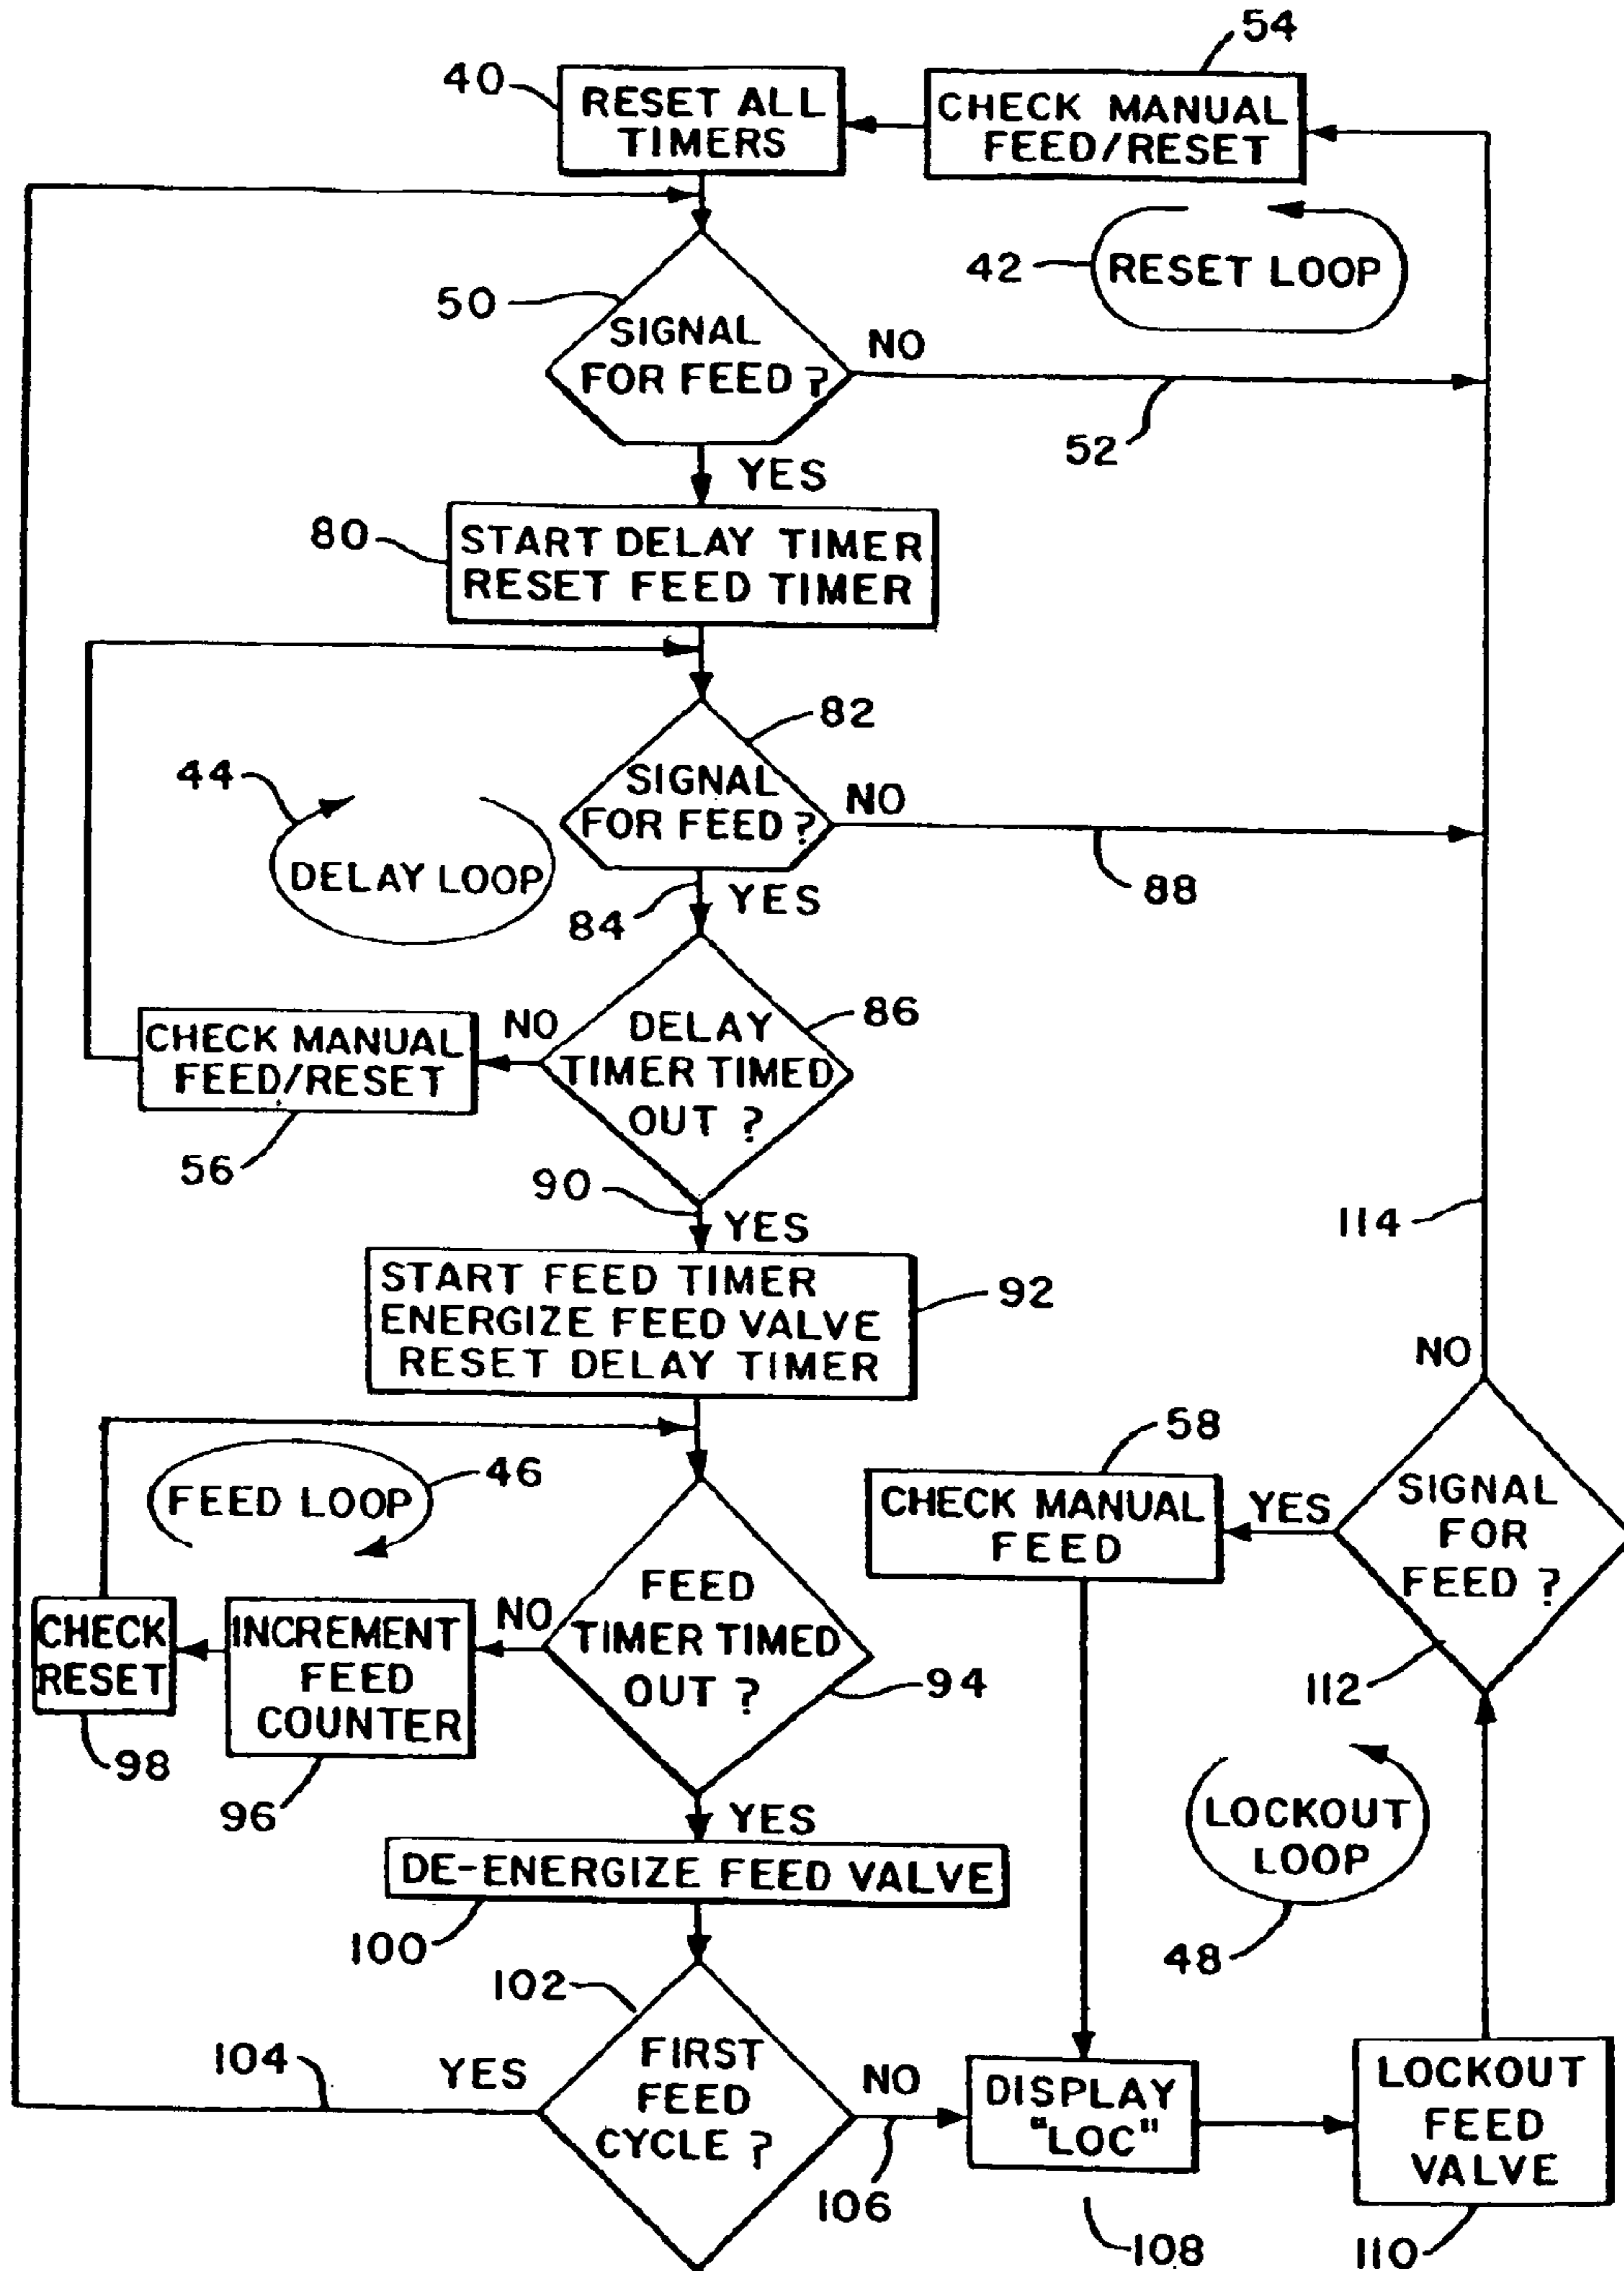 54
40
RESET ALL
TIMERS
CHECK MANUAL
FEED/RESET
42
RESET LOOP
50
SIGNAL
FOR FEED ?
NO
52
YES
80
START DELAY TIMER
RESET FEED TIMER
82
44
DELAY LOOP
SIGNAL
FOR FEED ?
NO
88
84
YES
86
DELAY
TIMER TIMED
OUT ?
NO
CHECK MANUAL
FEED/RESET
56
90
YES
114
START FEED TIMER
ENERGIZE FEED VALVE
RESET DELAY TIMER
92
NO
58
46
FEED LOOP
CHECK MANUAL
FEED
YES
SIGNAL
FOR
FEED ?
FEED
TIMER TIMED
OUT ?
NO
CHECK
RESET
INCREMENT
FEED
COUNTER
94
112
98
96
YES
LOCKOUT
LOOP
DE-ENERGIZE FEED VALVE
100
48
102
FIRST
FEED
CYCLE ?
104
YES
NO
106
DISPLAY
"LOC"
LOCKOUT
FEED
VALVE
108
110